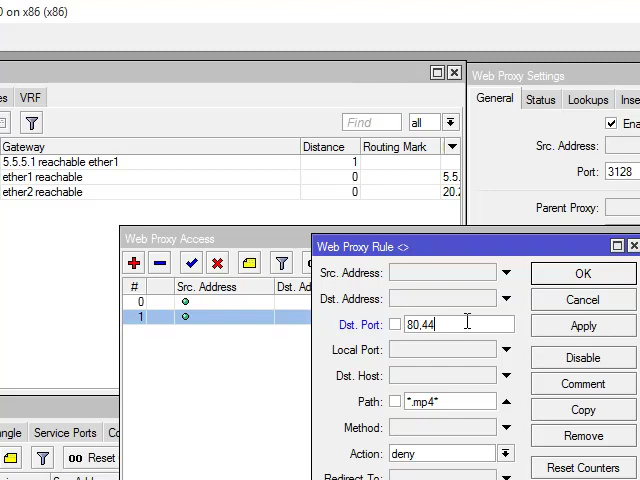 0 on x86 (x86)
es VRF
Find all
Gateway Distance Routing Mark
5.5.5.1 reachable ether1 1
ether1 reachable 0 5.5.
ether2 reachable 0 20.
Web Proxy Settings
General Status Lookups Inse
Ena
Src. Address:
Port: 3128
Parent Proxy:
Web Proxy Access
# Src. Address Dst. Ad
0
1
Web Proxy Rule <>
Src. Address: OK
Dst. Address: Cancel
Dst. Port: 80,44 Apply
Local Port:
Disable
Dst. Host: Comment
Path: *.mp4* Copy
Method: Remove
Action: deny
Reset Counters
Redirect To:
angle Service Ports Co
00 Reset